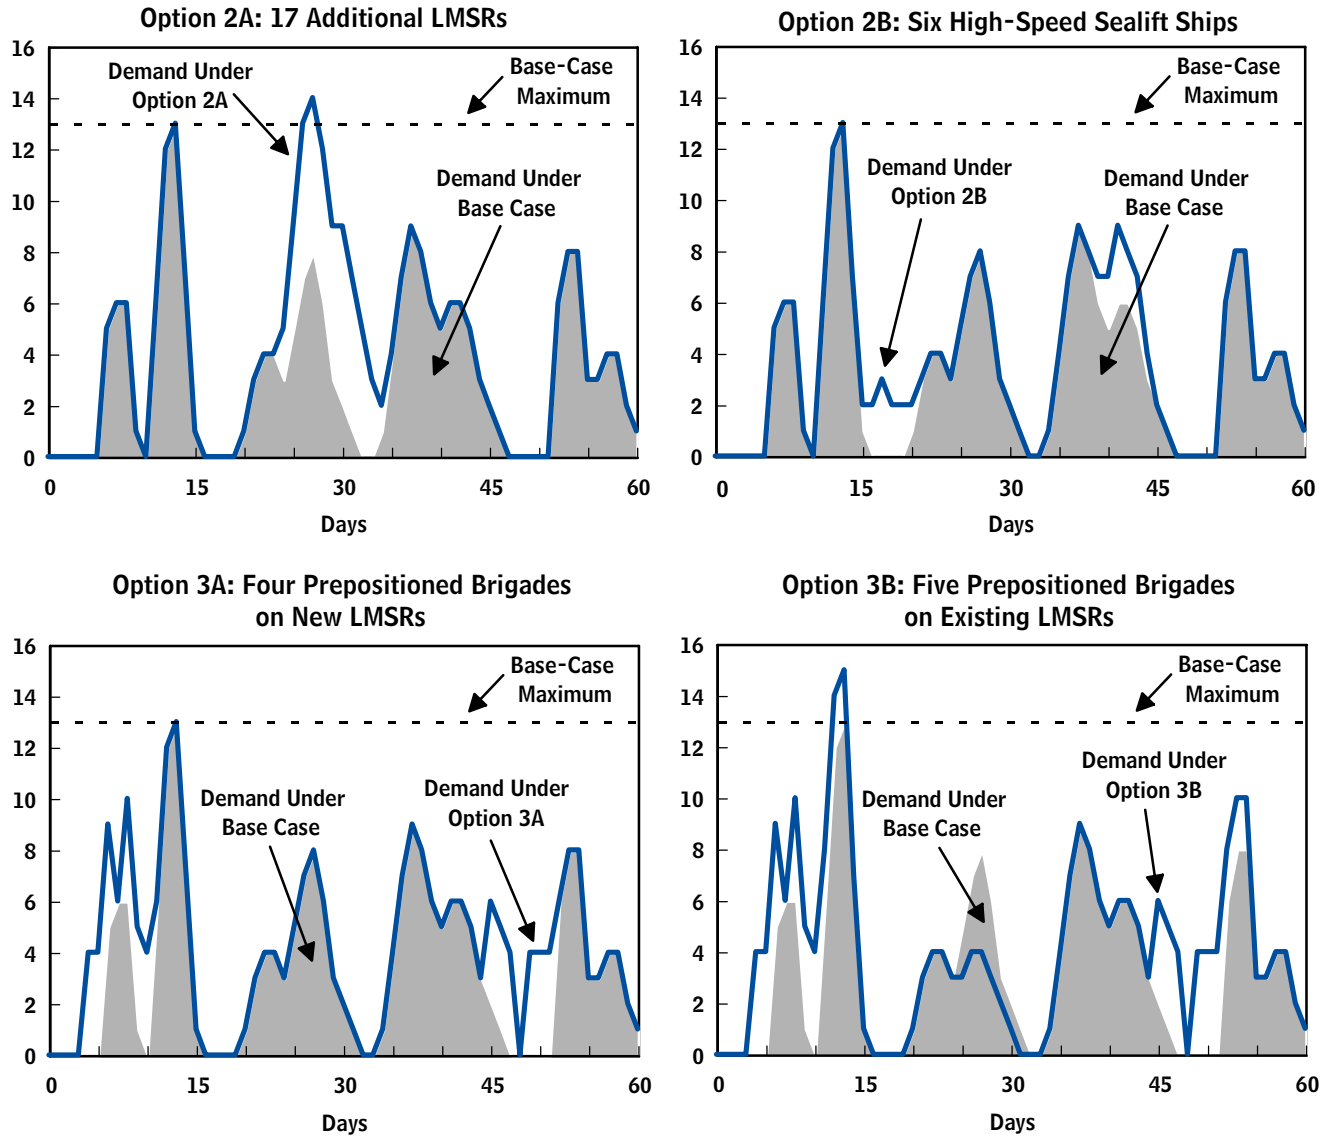 Option 2A: 17 Additional LMSRs
16
14
12
10
8
6
4
2
0
Demand Under
Option 2A
Base-Case
Maximum
Demand Under
Base Case
0 15 30 45 60
Days
Option 2B: Six High-Speed Sealift Ships
16
14
12
10
8
6
4
2
0
Base-Case
Maximum
Demand Under
Option 2B
Demand Under
Base Case
0 15 30 45 60
Days
Option 3A: Four Prepositioned Brigades
on New LMSRs
16
14
12
10
8
6
4
2
0
Base-Case
Maximum
Demand Under
Base Case
Demand Under
Option 3A
0 15 30 45 60
Days
Option 3B: Five Prepositioned Brigades
on Existing LMSRs
16
14
12
10
8
6
4
2
0
Base-Case
Maximum
Demand Under
Base Case
Demand Under
Option 3B
0 15 30 45 60
Days